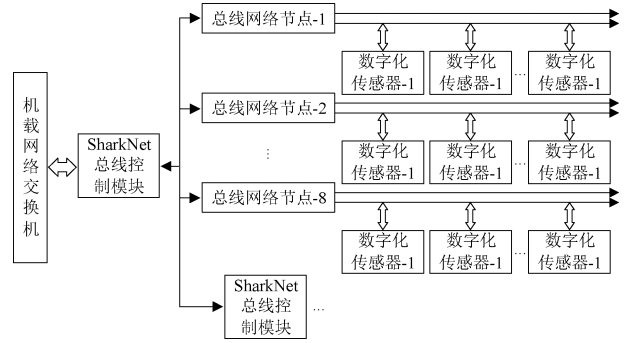 总线网络节点-1
数字化 数字化 数字化
传感器-1 传感器-1 … 传感器-1
机载网络交换机
SharkNet
总线控
制模块
总线网络节点-2
数字化 数字化 数字化
传感器-1 传感器-1 … 传感器-1
⋮
总线网络节点-8
数字化 数字化 数字化
传感器-1 传感器-1 … 传感器-1
SharkNet
总线控
制模块
…